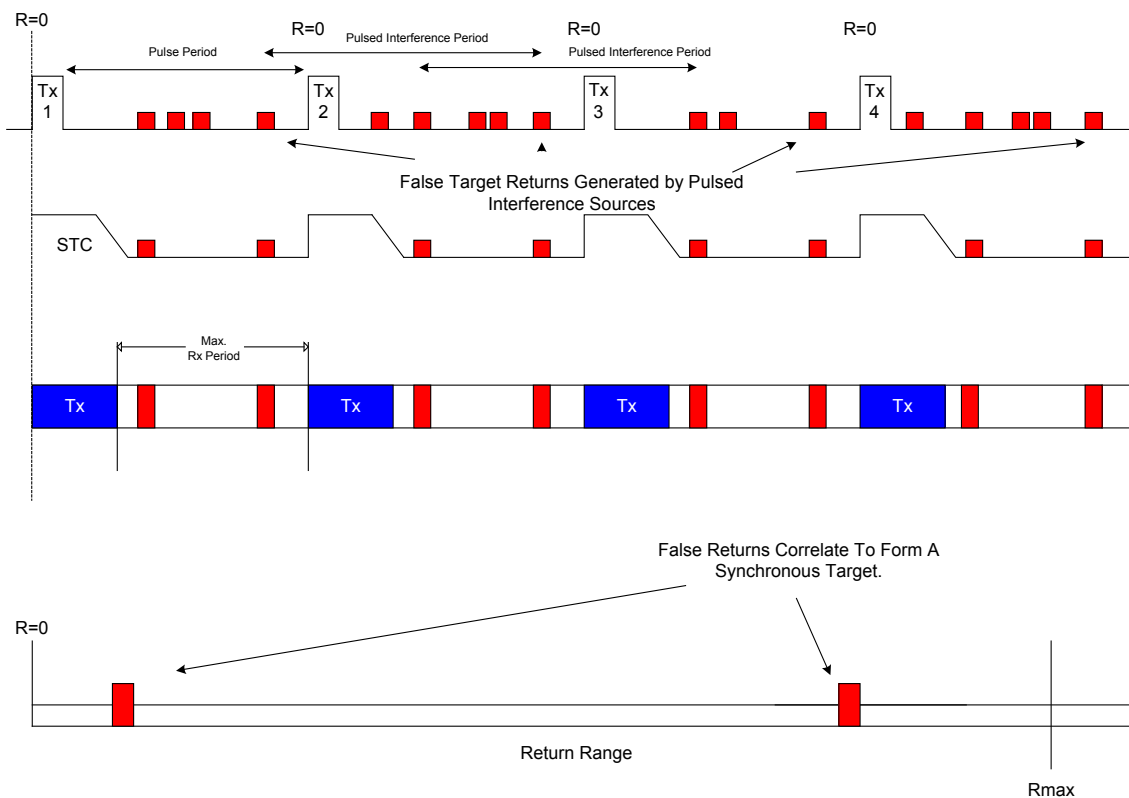 R=0
R=0
R=0
R=0
Pulse Period
Pulsed Interference Period
Pulsed Interference Period
Tx
1
Tx
2
Tx
3
Tx
4
False Target Returns Generated by Pulsed
Interference Sources
STC
Max.
Rx Period
Tx
Tx
Tx
Tx
False Returns Correlate To Form A
Synchronous Target.
R=0
Return Range
Rmax